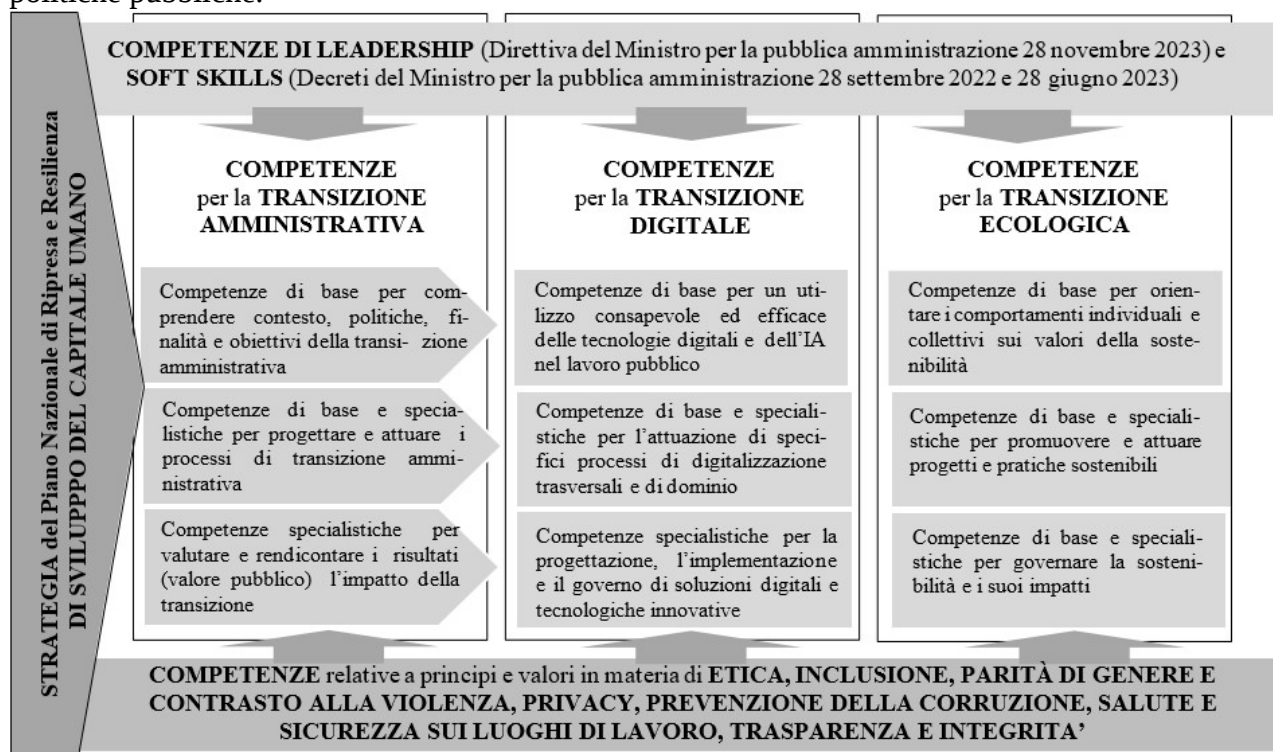 politiche pubbliche.
COMPETENZE DI LEADERSHIP (Direttiva del Ministro per la pubblica amministrazione 28 novembre 2023) e
SOFT SKILLS (Decreti del Ministro per la pubblica amministrazione 28 settembre 2022 e 28 giugno 2023)
STRATEGIA del Piano Nazionale di Ripresa e Resilienza
DI SVILUPPPO DEL CAPITALE UMANO
COMPETENZE
per la TRANSIZIONE
AMMINISTRATIVA
Competenze di base per com-
prendere contesto, politiche, fi-
nalità e obiettivi della transi- zione
amministrativa
Competenze di base e specia-
listiche per progettare e attuare i
processi di transizione ammi-
nistrativa
Competenze specialistiche per
valutare e rendicontare i risultati
(valore pubblico) l'impatto della
transizione
COMPETENZE
per la TRANSIZIONE
DIGITALE
Competenze di base per un uti-
lizzo consapevole ed efficace
delle tecnologie digitali e dell'IA
nel lavoro pubblico
Competenze di base e speciali-
stiche per l'attuazione di speci-
fici processi di digitalizzazione
trasversali e di dominio
Competenze specialistiche per la
progettazione, l'implementazione
e il governo di soluzioni digitali e
tecnologiche innovative
COMPETENZE
per la TRANSIZIONE
ECOLOGICA
Competenze di base per orien-
tare i comportamenti individuali e
collettivi sui valori della soste-
nibilità
Competenze di base e speciali-
stiche per promuovere e attuare
progetti e pratiche sostenibili
Competenze di base e speciali-
stiche per governare la sosteni-
bilità e i suoi impatti
COMPETENZE relative a principi e valori in materia di ETICA, INCLUSIONE, PARITÀ DI GENERE E
CONTRASTO ALLA VIOLENZA, PRIVACY, PREVENZIONE DELLA CORRUZIONE, SALUTE E
SICUREZZA SUI LUOGHI DI LAVORO, TRASPARENZA E INTEGRITA'